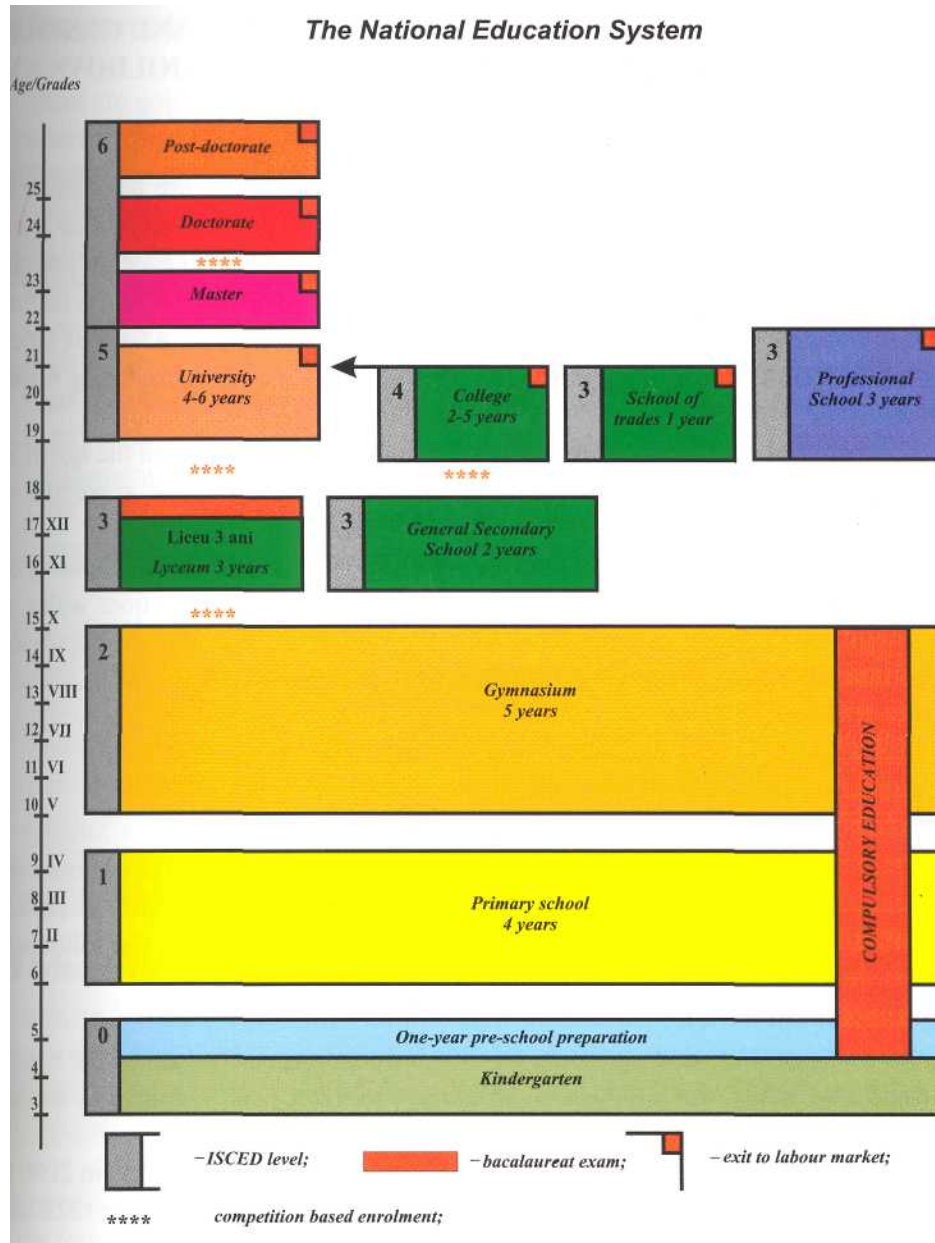 The National Education System
Age/Grades
6
Post-doctorate
25
Doctorate
24
****
23
Master
22
5
3
21
University
4-6 years
4
College
2-5 years
3
School of
trades 1 year
Professional
School 3 years
20
19
****
****
18
3
3
17 XII
Liceu 3 ani
Lyceum 3 years
General Secondary
School 2 years
16 XI
****
15 X
2
14 IX
13 VIII
Gymnasium
5 years
12 VII
11 VI
10 V
COMPULSORY EDUCATION
9 IV
1
8 III
Primary school
4 years
7 II
6
0
5
One-year pre-school preparation
4
Kindergarten
3
– ISCED level;
– bacalaureat exam;
– exit to labour market;
****
competition based enrolment;